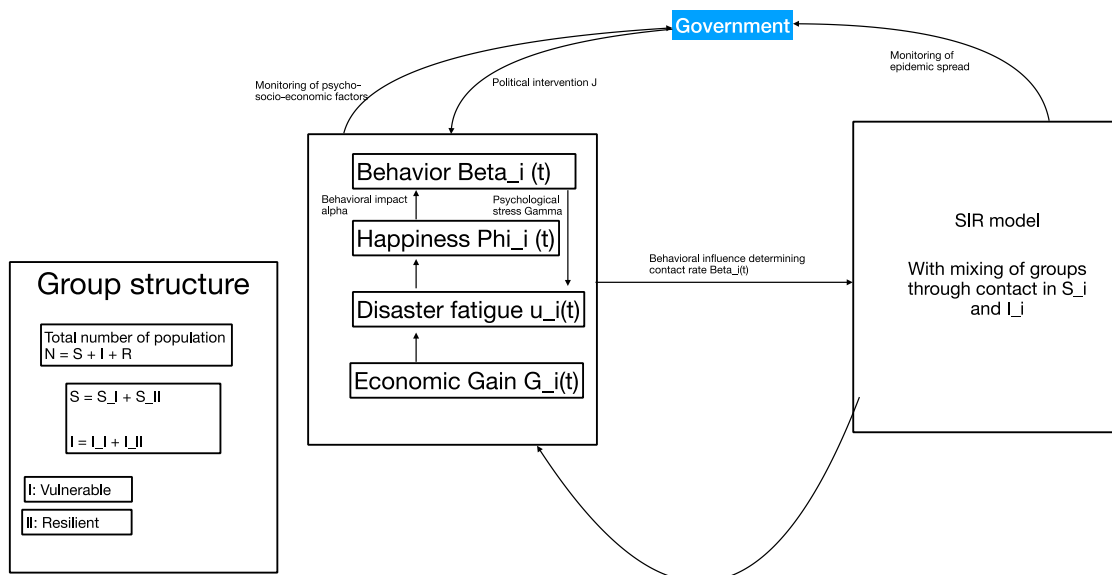 Government
Monitoring of
epidemic spread
Monitoring of psycho-
socio-economic factors
Political intervention J
Behavior Beta_i (t)
Behavioral impact
alpha
Psychological
stress Gamma
Happiness Phi_i (t)
Disaster fatigue u_i(t)
Economic Gain G_i(t)
Behavioral influence determining
contact rate Beta_i(t)
SIR model
With mixing of groups
through contact in S_i
and I_i
Group structure
Total number of population
N = S + I + R
S = S_I + S_II
I = I_I + I_II
I: Vulnerable
II: Resilient